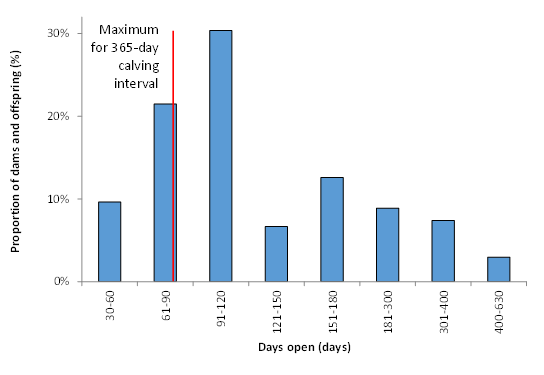 Maximum
for 365-day
calving
interval
Proportion of dams and offspring (%)
30%
20%
10%
0%
30-60
61-90
91-120
121-150
151-180
181-300
301-400
400-630
Days open (days)